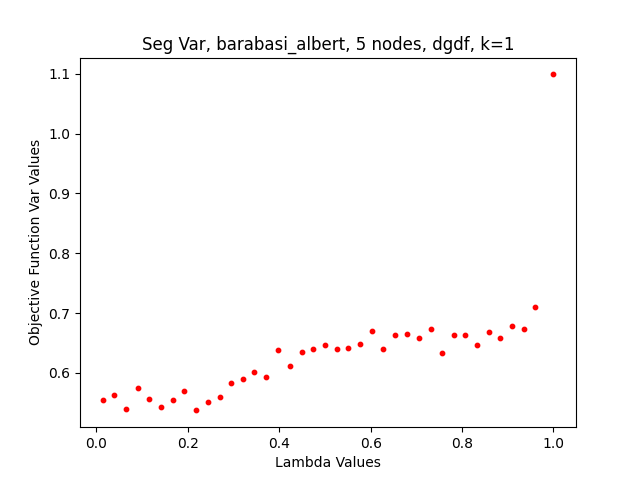 Seg Var, barabasi_albert, 5 nodes, dgdf, k=1
Objective Function Var Values
1.1
1.0
0.9
0.8
0.7
0.6
0.0 0.2 0.4 0.6 0.8 1.0
Lambda Values